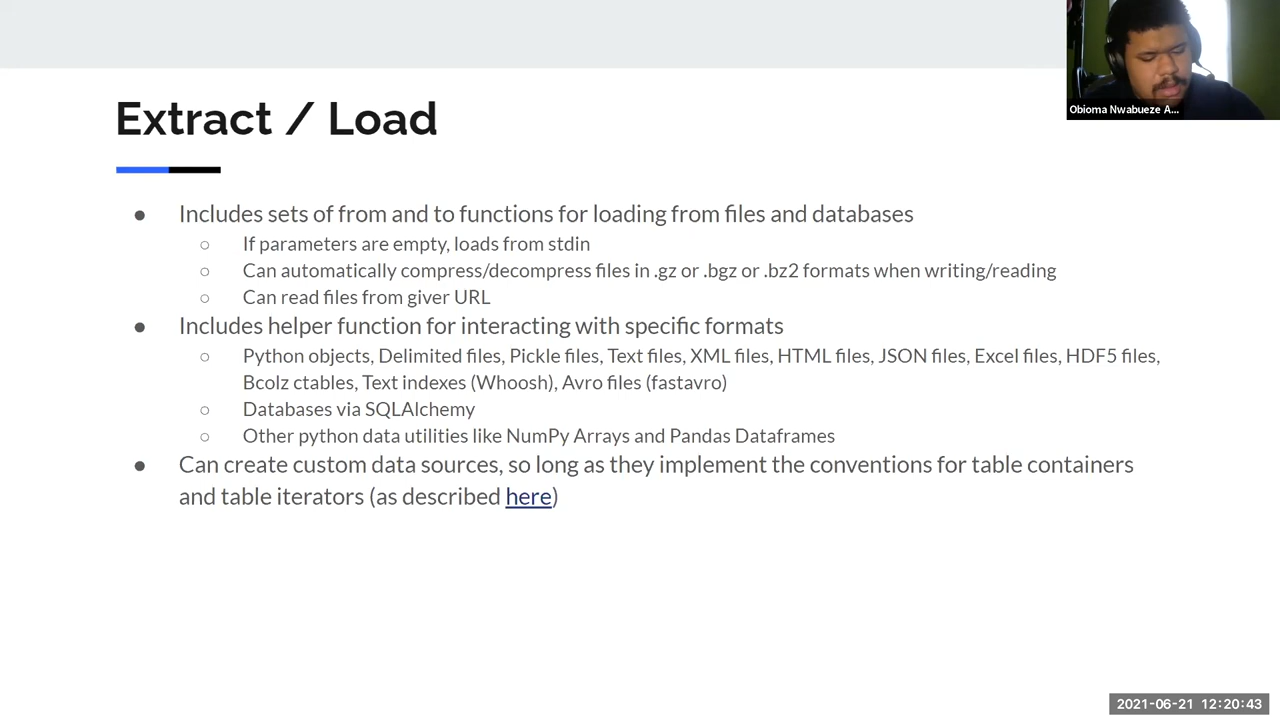 Obioma Nwabueze A...
Extract / Load
● Includes sets of from and to functions for loading from files and databases
○ If parameters are empty, loads from stdin
○ Can automatically compress/decompress files in .gz or .bgz or .bz2 formats when writing/reading
○ Can read files from giver URL
● Includes helper function for interacting with specific formats
○ Python objects, Delimited files, Pickle files, Text files, XML files, HTML files, JSON files, Excel files, HDF5 files,
Bcolz ctables, Text indexes (Whoosh), Avro files (fastavro)
○ Databases via SQLAlchemy
○ Other python data utilities like NumPy Arrays and Pandas Dataframes
● Can create custom data sources, so long as they implement the conventions for table containers
and table iterators (as described here)
2021-06-21 12:20:43